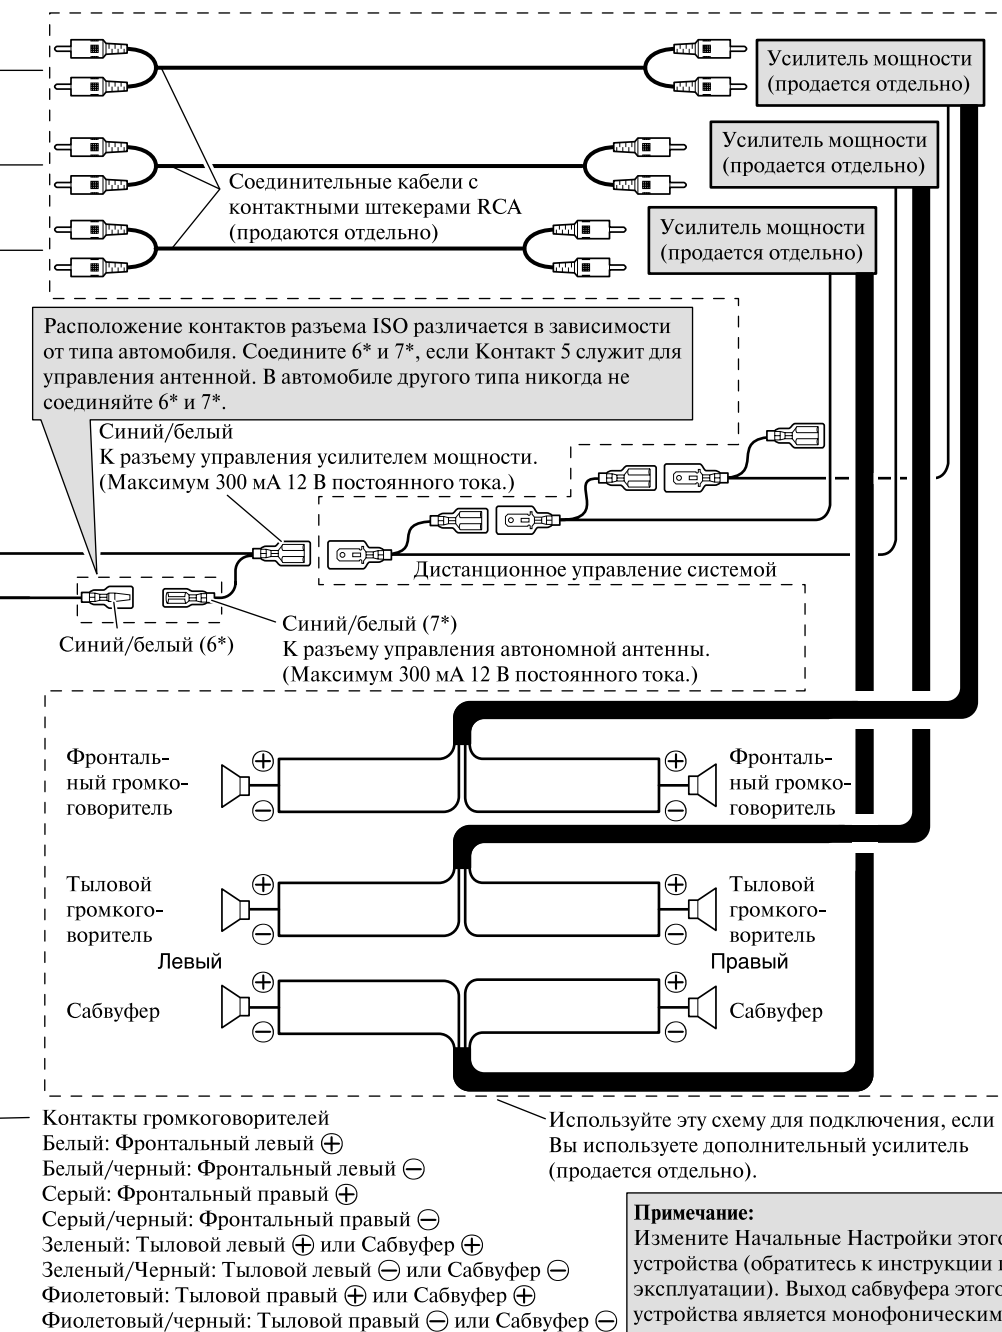 Усилитель мощности
(продается отдельно)
Усилитель мощности
(продается отдельно)
Соединительные кабели с
контактными штекерами RCA
(продаются отдельно)
Усилитель мощности
(продается отдельно)
Расположение контактов разъема ISO различается в зависимости
от типа автомобиля. Соедините 6* и 7*, если Контакт 5 служит для
управления антенной. В автомобиле другого типа никогда не
соединяйте 6* и 7*.
Синий/белый
К разъему управления усилителем мощности.
(Максимум 300 мА 12 В постоянного тока.)
Дистанционное управление системой
Синий/белый (6*)
Синий/белый (7*)
К разъему управления автономной антенны.
(Максимум 300 мА 12 В постоянного тока.)
Фронталь-
ный громко-
говоритель
Фронталь-
ный громко-
говоритель
Тыловой
громкого-
воритель
Тыловой
громкого-
воритель
Левый
Правый
Сабвуфер
Сабвуфер
Контакты громкоговорителей
Белый: Фронтальный левый ⊕
Белый/черный: Фронтальный левый ⊖
Серый: Фронтальный правый ⊕
Серый/черный: Фронтальный правый ⊖
Зеленый: Тыловой левый ⊕ или Сабвуфер ⊕
Зеленый/Черный: Тыловой левый ⊖ или Сабвуфер ⊖
Фиолетовый: Тыловой правый ⊕ или Сабвуфер ⊕
Фиолетовый/черный: Тыловой правый ⊖ или Сабвуфер ⊖
Используйте эту схему для подключения, если
Вы используете дополнительный усилитель
(продается отдельно).
Примечание:
Измените Начальные Настройки этого
устройства (обратитесь к инструкции
эксплуатации). Выход сабвуфера этого
устройства является монофоническим